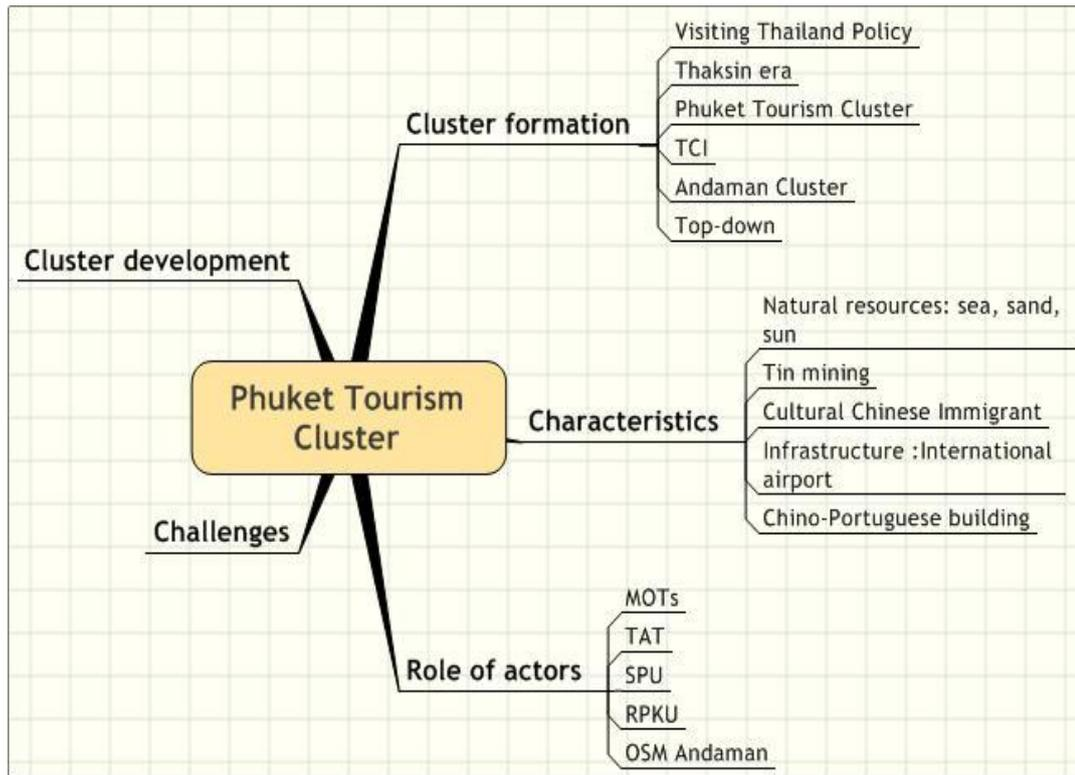 Visiting Thailand Policy
Thaksin era
Cluster formation
Phuket Tourism Cluster
TCI
Andaman Cluster
Top-down
Cluster development
Natural resources: sea, sand,
sun
Tin mining
Phuket Tourism
Cluster
Characteristics
Cultural Chinese Immigrant
Infrastructure :International
airport
Chino-Portuguese building
Challenges
MOTs
TAT
Role of actors
SPU
RPKU
OSM Andaman